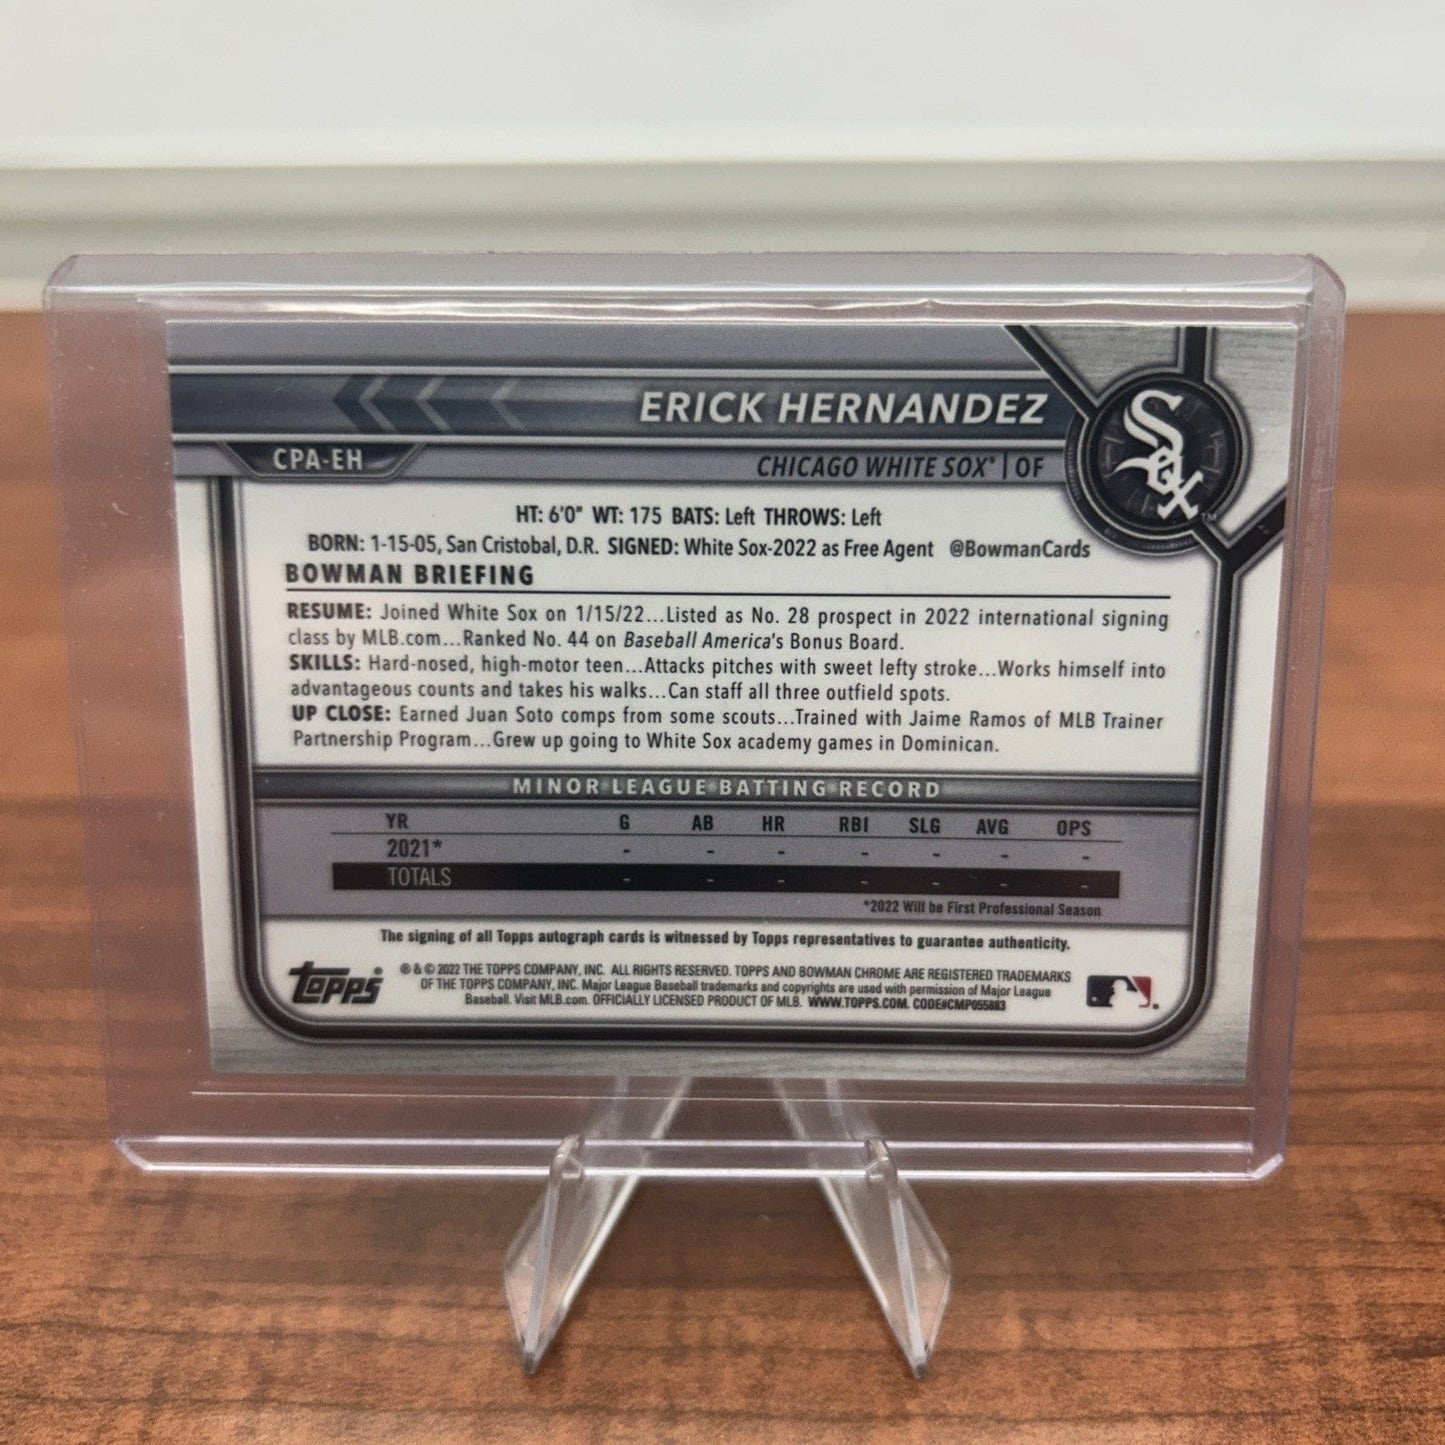 ERICK HERNANDEZ
CPA-EH
CHICAGO WHITE SOX® | OF
Sox
HT: 6'0" WT: 175 BATS: Left THROWS: Left
BORN: 1-15-05, San Cristobal, D.R. SIGNED: White Sox-2022 as Free Agent @BowmanCards
BOWMAN BRIEFING
RESUME: Joined White Sox on 1/15/22...Listed as No. 28 prospect in 2022 international signing
class by MLB.com...Ranked No. 44 on Baseball America's Bonus Board.
SKILLS: Hard-nosed, high-motor teen...Attacks pitches with sweet lefty stroke...Works himself into
advantageous counts and takes his walks...Can staff all three outfield spots.
UP CLOSE: Earned Juan Soto comps from some scouts...Trained with Jaime Ramos of MLB Trainer
Partnership Program...Grew up going to White Sox academy games in Dominican.
MINOR LEAGUE BATTING RECORD
YR G AB HR RBI SLG AVG OPS
2021* - - - - - - -
TOTALS - - - - - - -
*2022 Will be First Professional Season
The signing of all Topps autograph cards is witnessed by Topps representatives to guarantee authenticity.
topps
® & © 2022 THE TOPPS COMPANY, INC. ALL RIGHTS RESERVED. TOPPS AND BOWMAN CHROME ARE REGISTERED TRADEMARKS
OF THE TOPPS COMPANY, INC. Major League Baseball trademarks and copyrights are used with permission of Major League
Baseball. Visit MLB.com. OFFICIALLY LICENSED PRODUCT OF MLB. WWW.TOPPS.COM. CODE#CMP055883